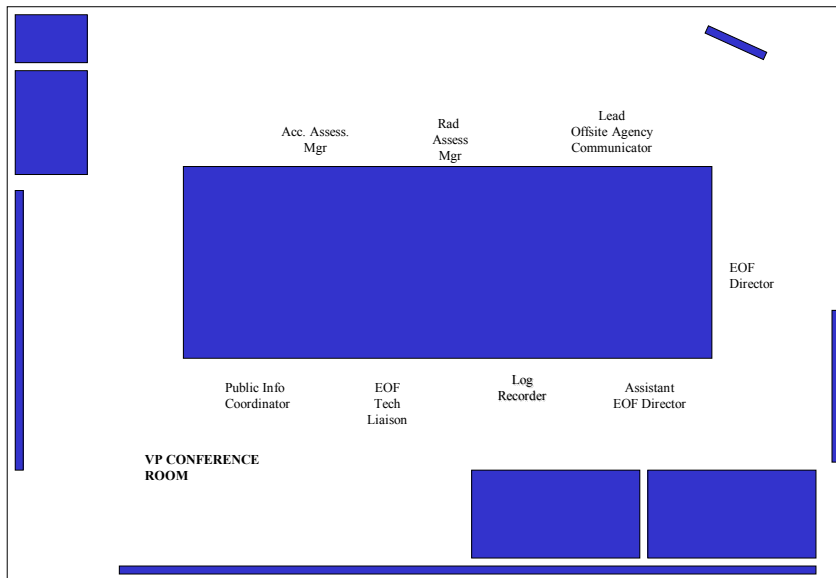 Acc. Assess.
Mgr
Rad
Assess
Mgr
Lead
Offsite Agency
Communicator
EOF
Director
Public Info
Coordinator
EOF
Tech
Liaison
Log
Recorder
Assistant
EOF Director
VP CONFERENCE
ROOM